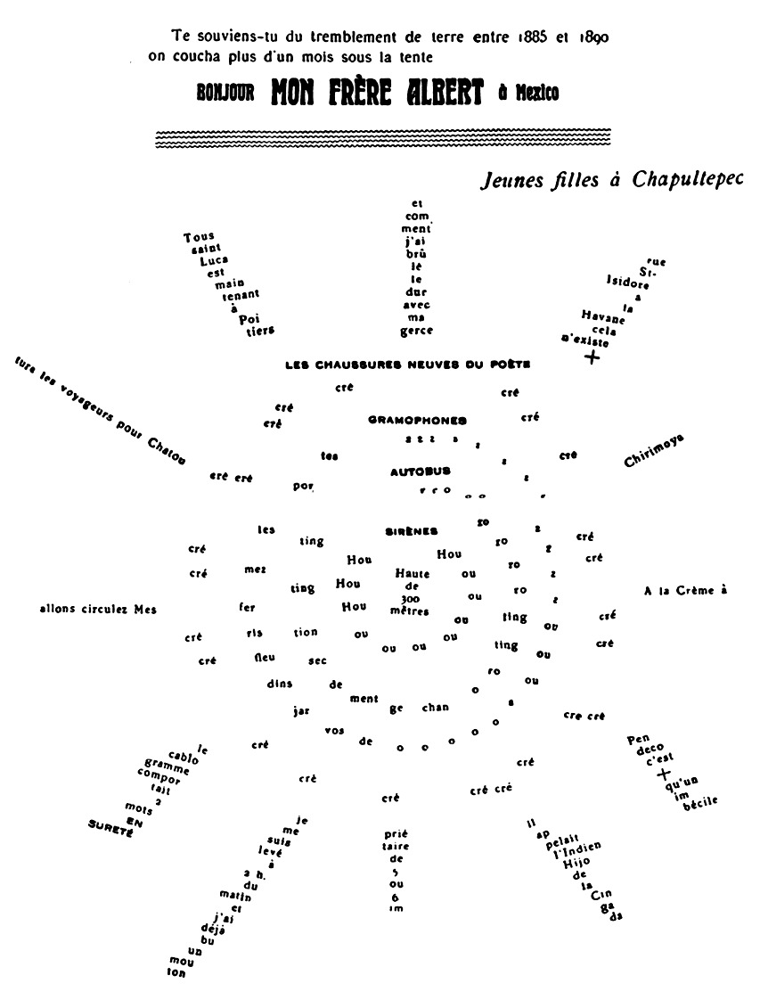 Te souviens-tu du tremblement de terre entre 1885 et 1890
on coucha plus d'un mois sous la tente
BONJOUR MON FRÈRE ALBERT à Mexico
Jeunes filles à Chapultepec
Tous
saint
Luca
est
main
tenant
à
Poi
tiers
et
com
ment
j'ai
brû
lé
le
dur
avec
ma
gerce
rue
St-
Isidore
a
la
Havane
cela
n'existe
+
ture les voyageurs pour Chatou
Chirimoya
LES CHAUSSURES NEUVES DU POÈTE
cré
cré
cré
cré
cré
cré
cré cré
GRAMOPHONES
z z z z z
z
z
AUTOBUS
r r o o o
tes
por
SIRÈNES
les
ting
Hou
Hou
ro
ro
ro
ro
z
z
z
z
cré
cré
cré
cré
mez
ting
Hou
Haute
de
300
mètres
ou
ou
ou
fer
Hou
ting
ou
cré
ris
tion
ou
ou
ou
ou
ting
ou
cré
cré
cré
fleu
sec
ro
ou
dins
de
o
jar
ment
ge
chan
s
vos
de
o o o o o
cre cré
cré
cré
cré
cré
cré cré
allons circulez Mes
A la Crème à
le
cablo
gramme
compor
tait
2
mots
EN
SURETÉ
je
me
suis
levé
à
2 h.
du
matin
et
j'ai
déjà
bu
un
mou
ton
prié
taire
de
5
ou
6
im
Il
ap
pelait
l'Indien
Hijo
de
la
Cin
ga
da
Pen
deco
c'est
+
qu'un
im
bécile